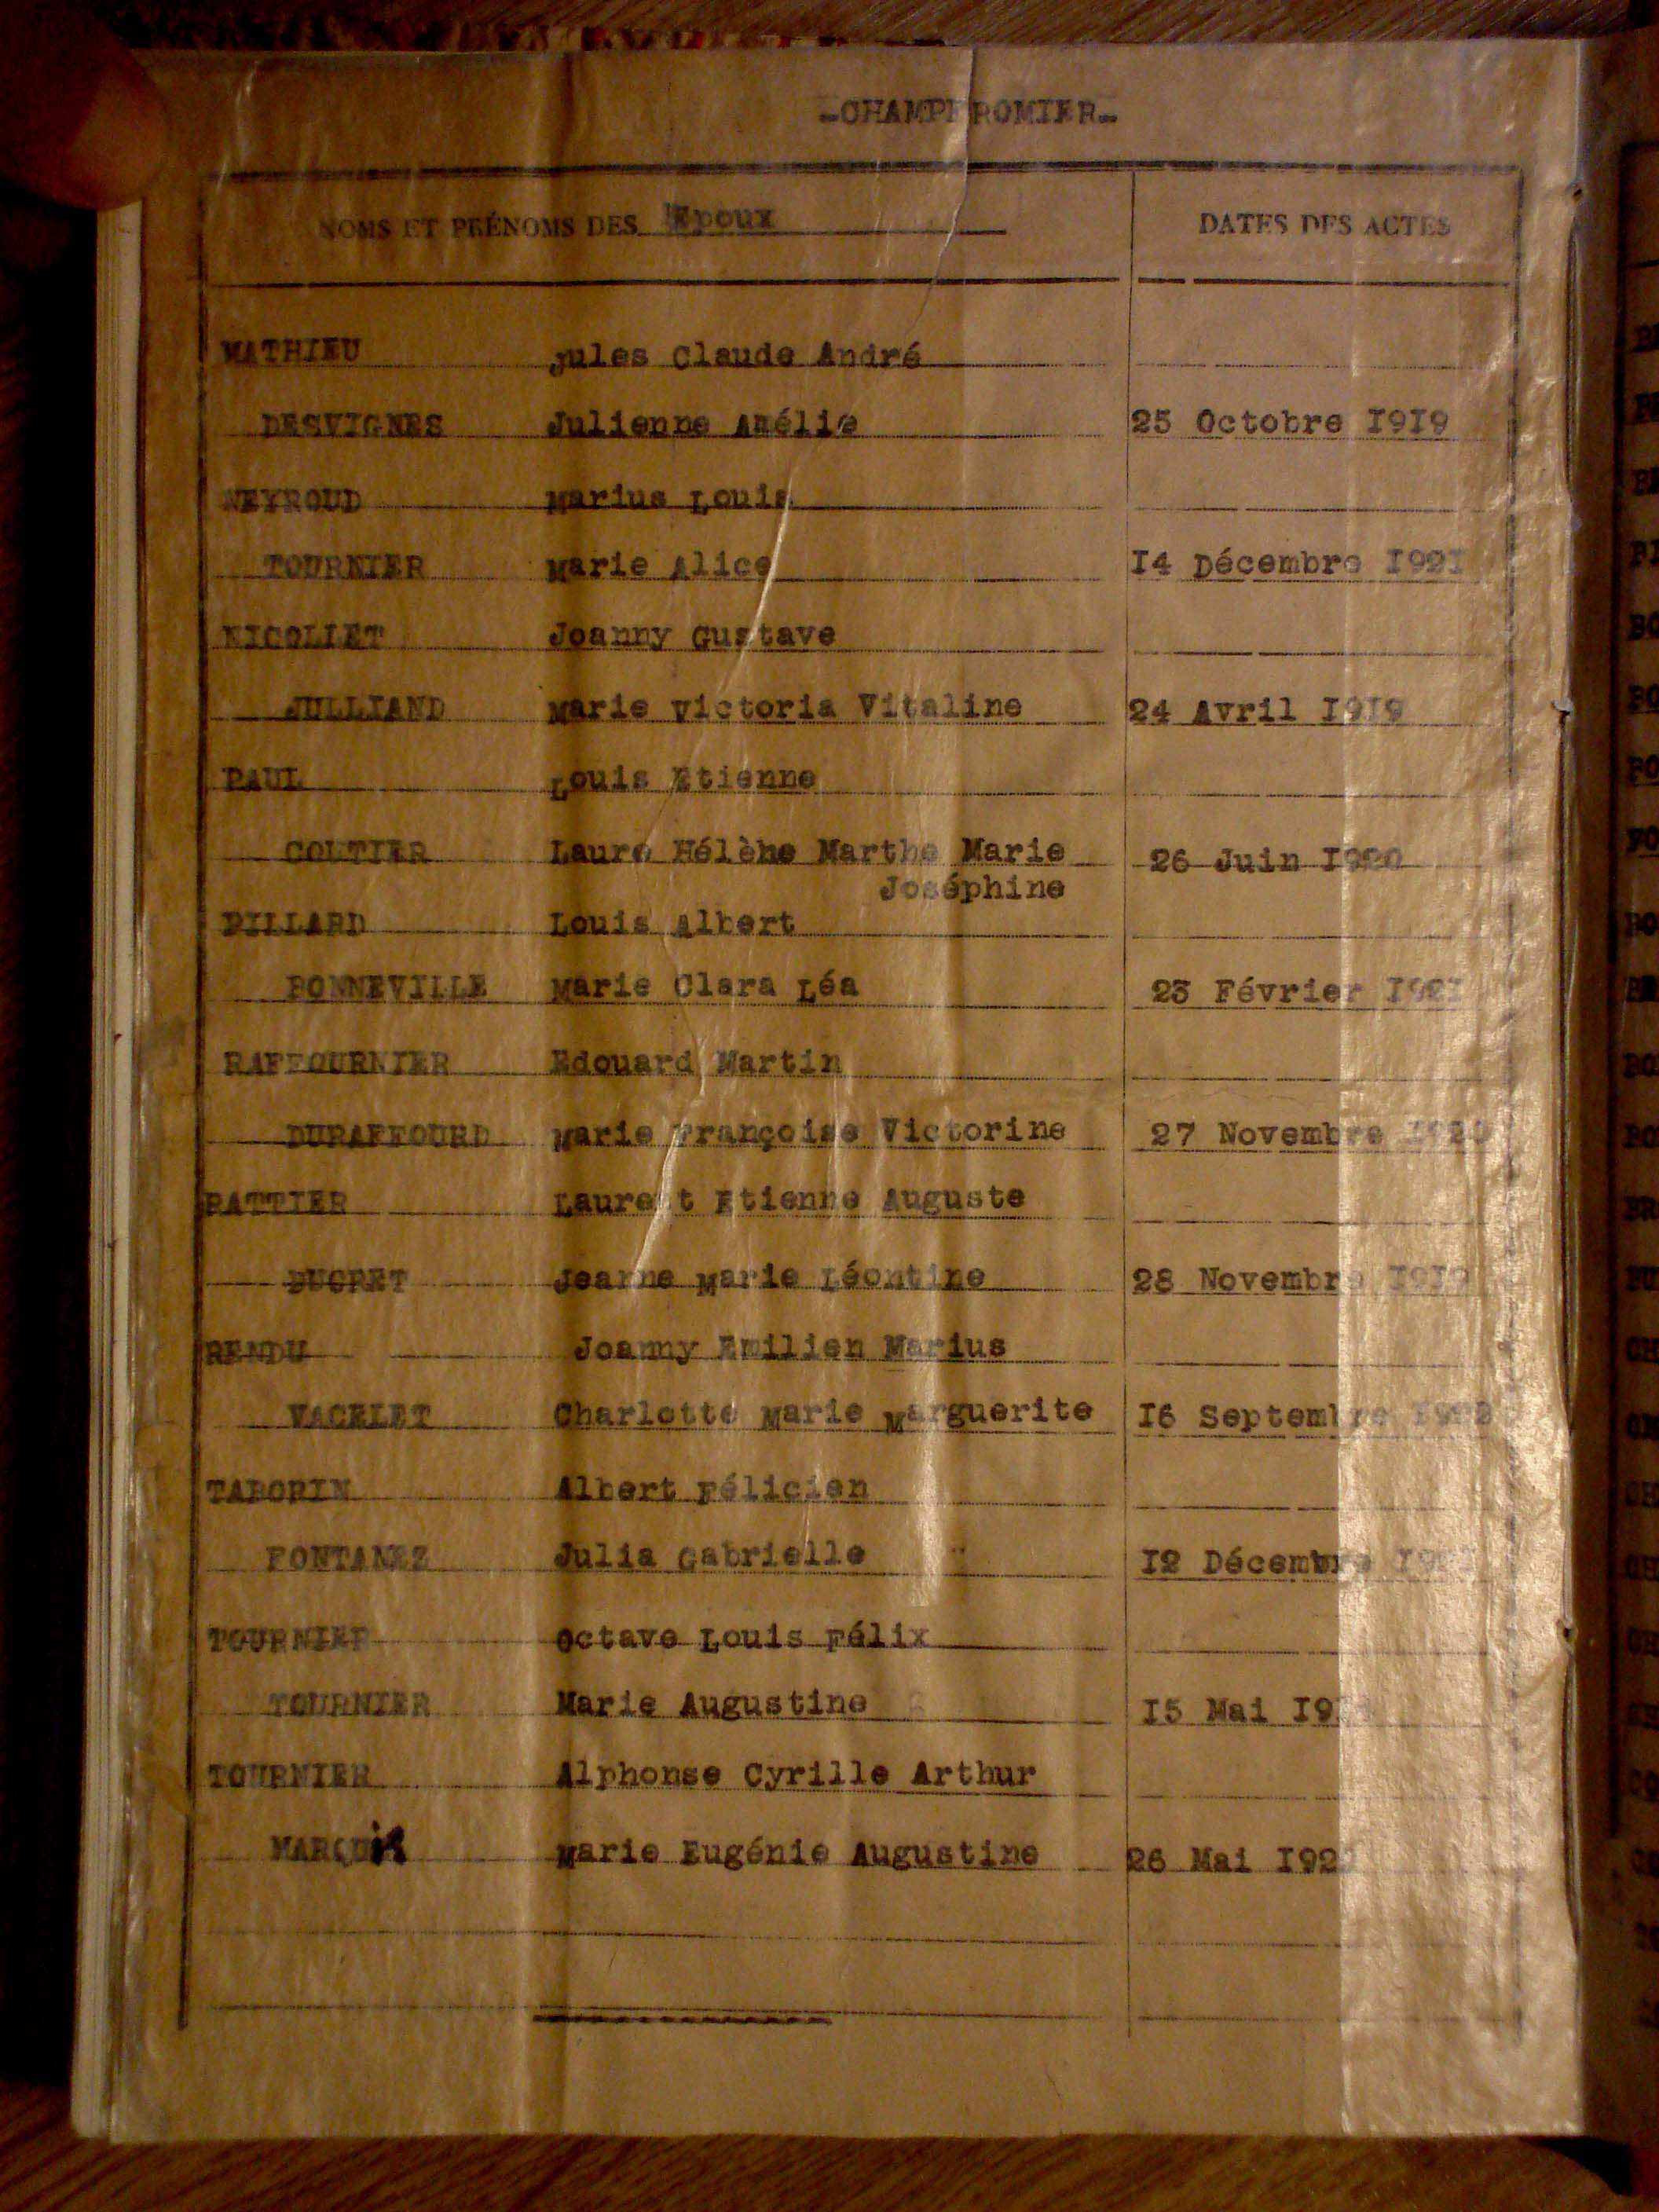 -CHAMPFROMIER-
NOMS ET PRÉNOMS DES Epoux DATES DES ACTES
MATHIEU Jules Claude André
DESVIGNES Julienne Amélie 25 Octobre I9I9
NEYROUD Marius Louis
TOURNIER Marie Alice I4 Décembre I92I
NICOLLET Joanny Gustave
JULLIAND Marie Victoria Vitaline 24 Avril I9I9
PAUL Louis Etienne
COUTIER Laure Hélène Marthe Marie 26 Juin I920
Joséphine
PILLARD Louis Albert
BONNEVILLE Marie Clara Léa 23 Février I92I
RAFFOURNIER Edouard Martin
DURAFFOURD Marie Françoise Victorine 27 Novembre I920
RATTIER Laurent Etienne Auguste
DUCRET Jeanne Marie Léontine 28 Novembre I9I9
RENDU Joanny Emilien Marius
VACELET Charlotte Marie Marguerite I6 Septembre I922
TABORIN Albert Félicien
FONTANEZ Julia Gabrielle I2 Décembre
TOURNIER Octave Louis Félix
TOURNIER Marie Augustine I5 Mai
TOURNIER Alphonse Cyrille Arthur
MARQUIS Marie Eugénie Augustine 26 Mai